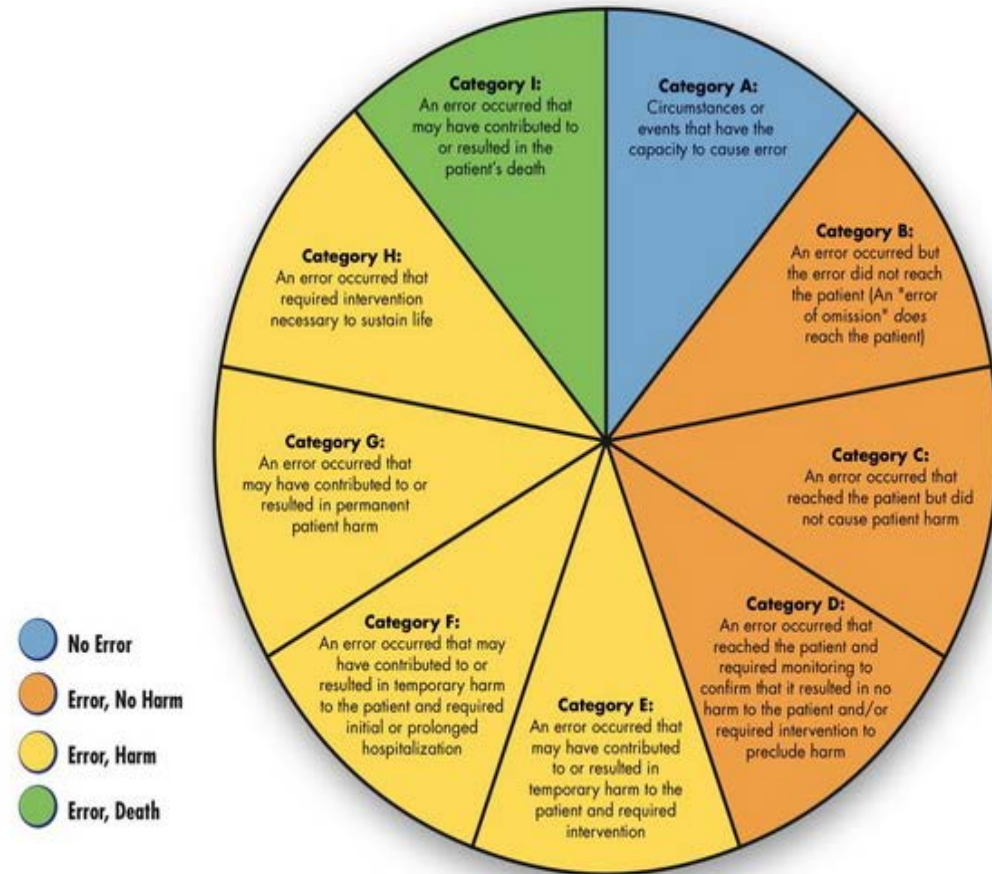 Category I:
An error occurred that
may have contributed to
or resulted in the
patient's death
Category A:
Circumstances or
events that have the
capacity to cause error
Category B:
An error occurred but
the error did not reach
the patient (An "error
of omission" does
reach the patient)
Category C:
An error occurred that
reached the patient but did
not cause patient harm
Category D:
An error occurred that
reached the patient and
required monitoring to
confirm that it resulted in no
harm to the patient and/or
required intervention to
preclude harm
Category E:
An error occurred that
may have contributed
to or resulted in
temporary harm to the
patient and required
intervention
Category F:
An error occurred that may
have contributed to or
resulted in temporary harm
to the patient and required
initial or prolonged
hospitalization
Category G:
An error occurred that
may have contributed to or
resulted in permanent
patient harm
Category H:
An error occurred that
required intervention
necessary to sustain life
No Error
Error, No Harm
Error, Harm
Error, Death